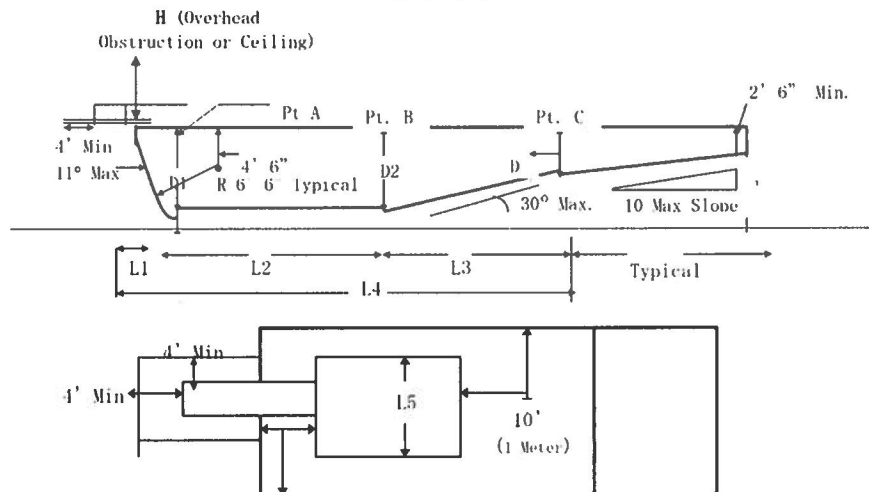 H (Overhead
Obstruction or Ceiling)
2' 6" Min.
Pt A
Pt. B
Pt. C
4' Min
11° Max
D1
4' 6"
R 6' 6" Typical
D2
D
30° Max.
10 Max Slope
L1
L2
L3
Typical
L4
4' Min
4' Min
L5
10'
(1 Meter)